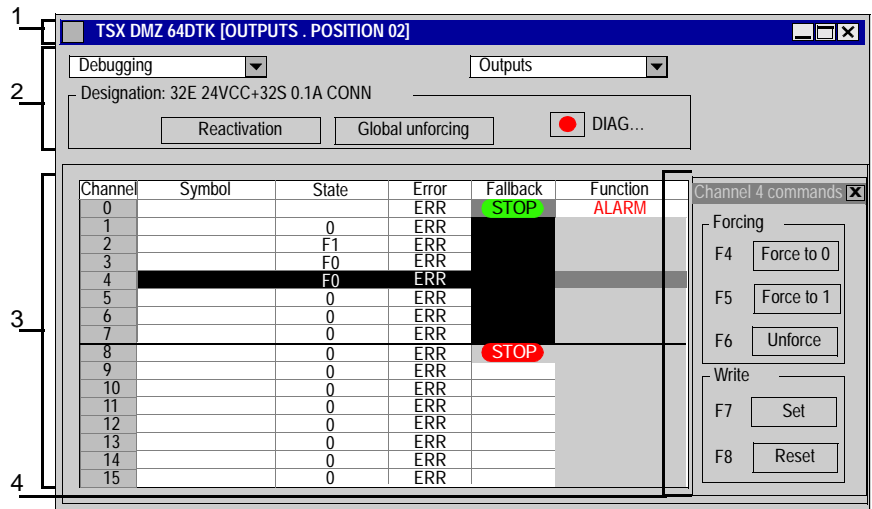 1
TSX DMZ 64DTK [OUTPUTS . POSITION 02]
2
Debugging
Outputs
Designation: 32E 24VCC+32S 0.1A CONN
Reactivation
Global unforcing
DIAG...
3
Channel Symbol State Error Fallback Function
0 ERR STOP ALARM
1 0 ERR
2 F1 ERR
3 F0 ERR
4 F0 ERR
5 0 ERR
6 0 ERR
7 0 ERR
8 0 ERR STOP
9 0 ERR
10 0 ERR
11 0 ERR
12 0 ERR
13 0 ERR
14 0 ERR
15 0 ERR
Channel 4 commands
Forcing
F4 Force to 0
F5 Force to 1
F6 Unforce
Write
F7 Set
F8 Reset
4